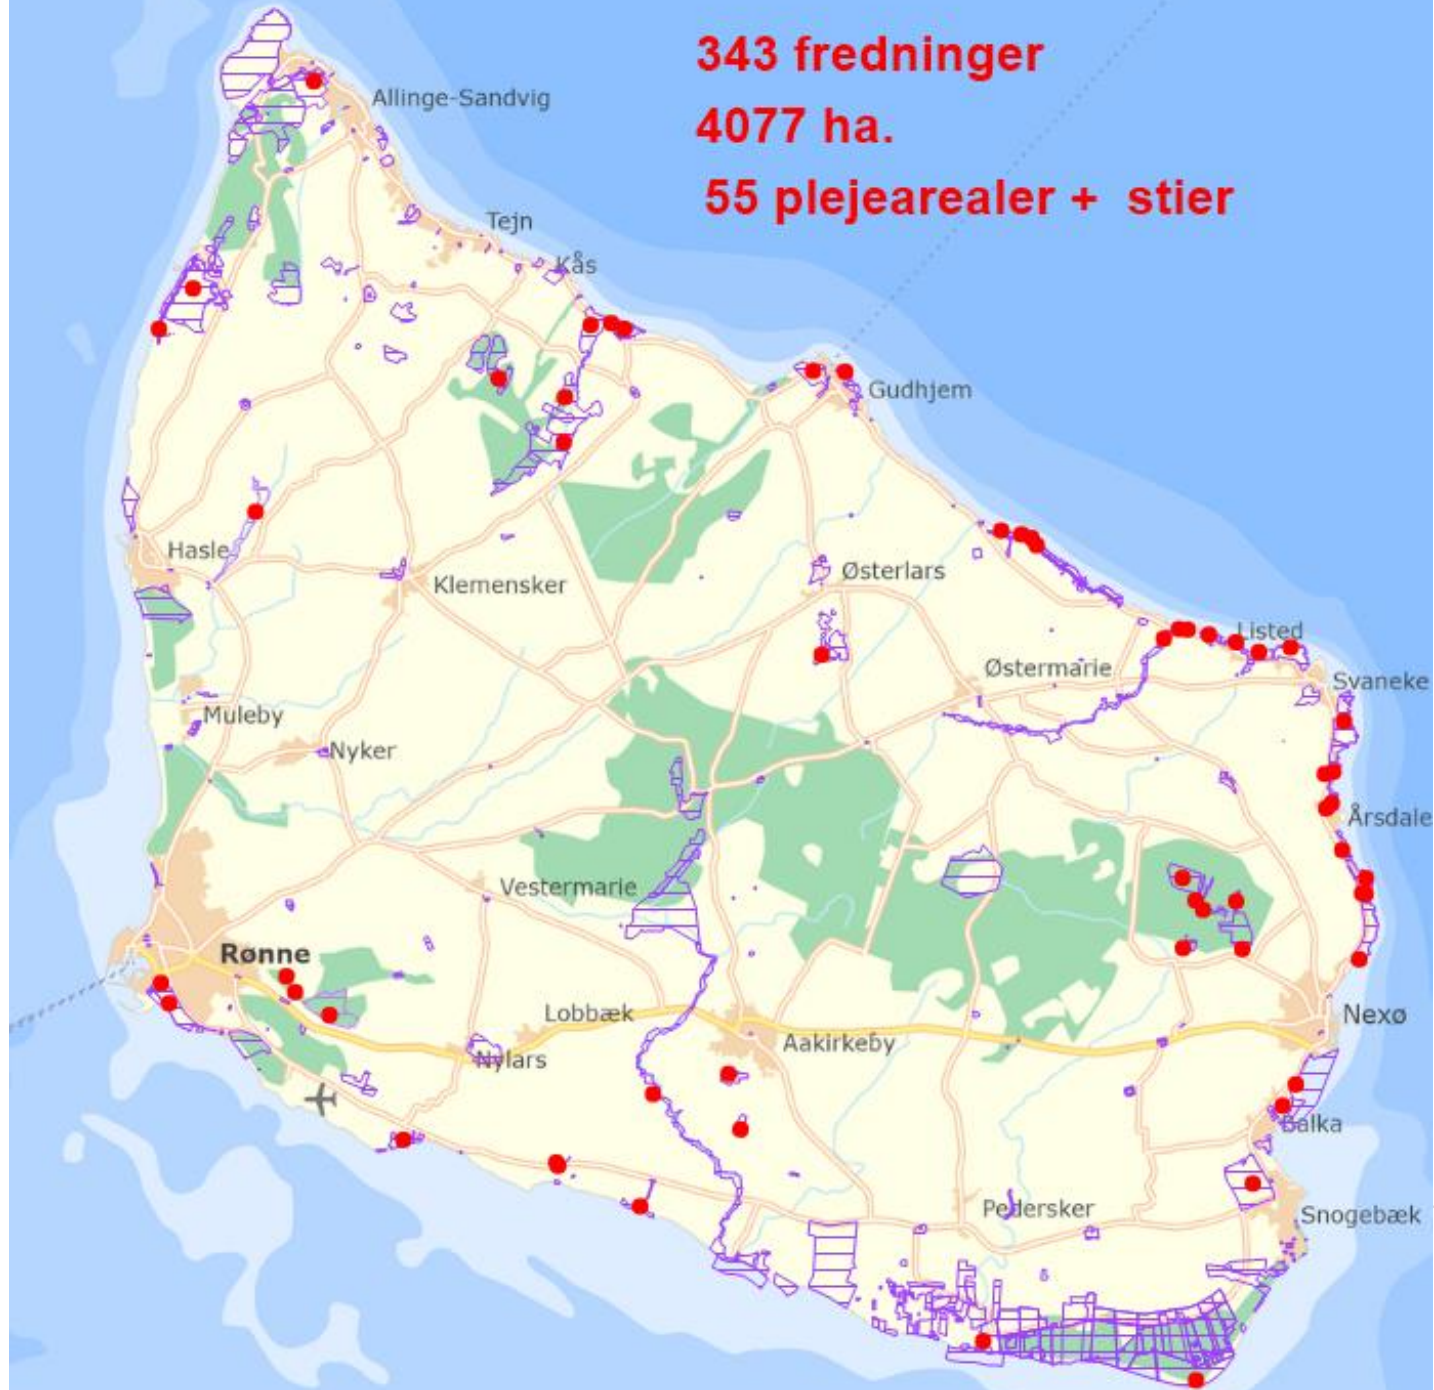 343 fredninger
4077 ha.
55 plejearealer + stier
Allinge-Sandvig
Tejn
Kås
Gudhjem
Hasle
Klemensker
Østerlars
Listed
Østermarie
Svaneke
Muleby
Nyker
Årsdale
Vestermarie
Rønne
Lobbæk
Nexø
Aakirkeby
Nylars
Balka
Pedersker
Snogebæk